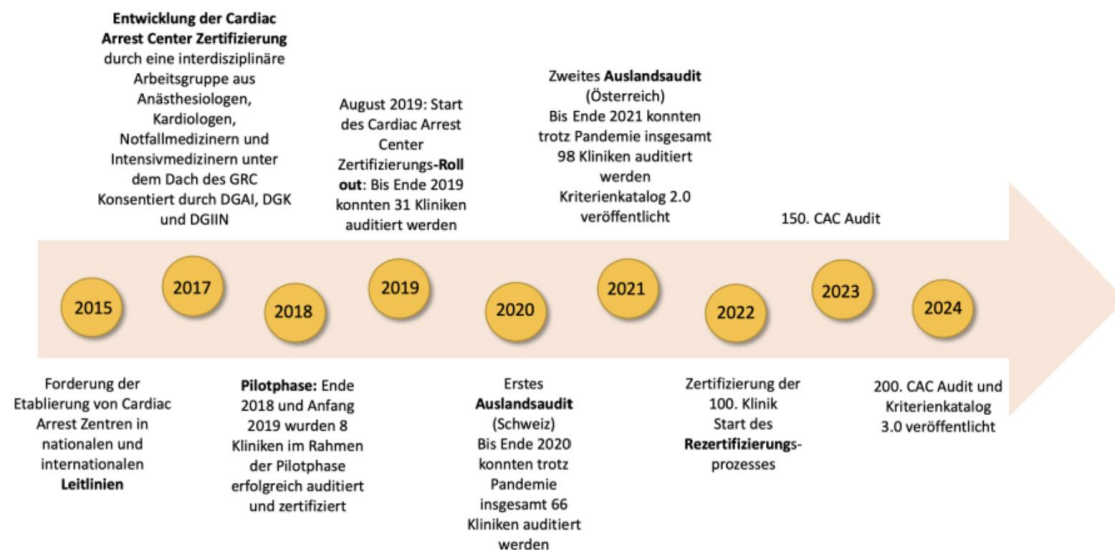 Entwicklung der Cardiac
Arrest Center Zertifizierung
durch eine interdisziplinäre
Arbeitsgruppe aus
Anästhesiologen,
Kardiologen,
Notfallmedizinern und
Intensivmedizinern unter
dem Dach des GRC
Konsentiert durch DGAI, DGK
und DGIIN
August 2019: Start
des Cardiac Arrest
Center
Zertifizierungs-Roll
out: Bis Ende 2019
konnten 31 Kliniken
auditiert werden
Zweites Auslandsaudit
(Österreich)
Bis Ende 2021 konnten
trotz Pandemie insgesamt
98 Kliniken auditiert
werden
Kriterienkatalog 2.0
veröffentlicht
150. CAC Audit
2015
2017
2018
2019
2020
2021
2022
2023
2024
Forderung der
Etablierung von Cardiac
Arrest Zentren in
nationalen und
internationalen
Leitlinien
Pilotphase: Ende
2018 und Anfang
2019 wurden 8
Kliniken im Rahmen
der Pilotphase
erfolgreich auditiert
und zertifiziert
Erstes
Auslandsaudit
(Schweiz)
Bis Ende 2020
konnten trotz
Pandemie
insgesamt 66
Kliniken auditiert
werden
Zertifizierung der
100. Klinik
Start des
Rezertifizierungs-
prozesses
200. CAC Audit und
Kriterienkatalog
3.0 veröffentlicht